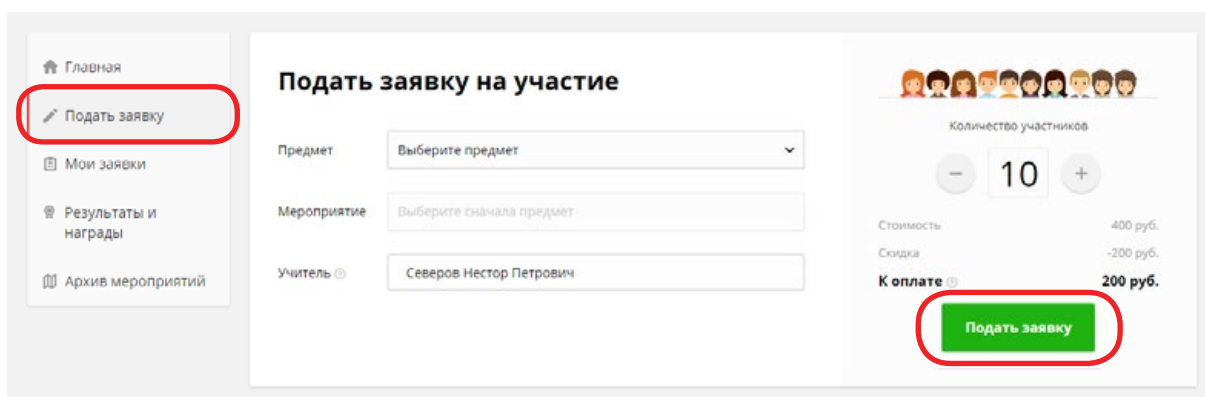 Главная
Подать заявку
Мои заявки
Результаты и
награды
Архив мероприятий
Подать заявку на участие
Предмет
Выберите предмет
Мероприятие
Выберите сначала предмет
Учитель
Северов Нестор Петрович
Количество участников
− 10 +
Стоимость 400 руб.
Скидка -200 руб.
К оплате 200 руб.
Подать заявку